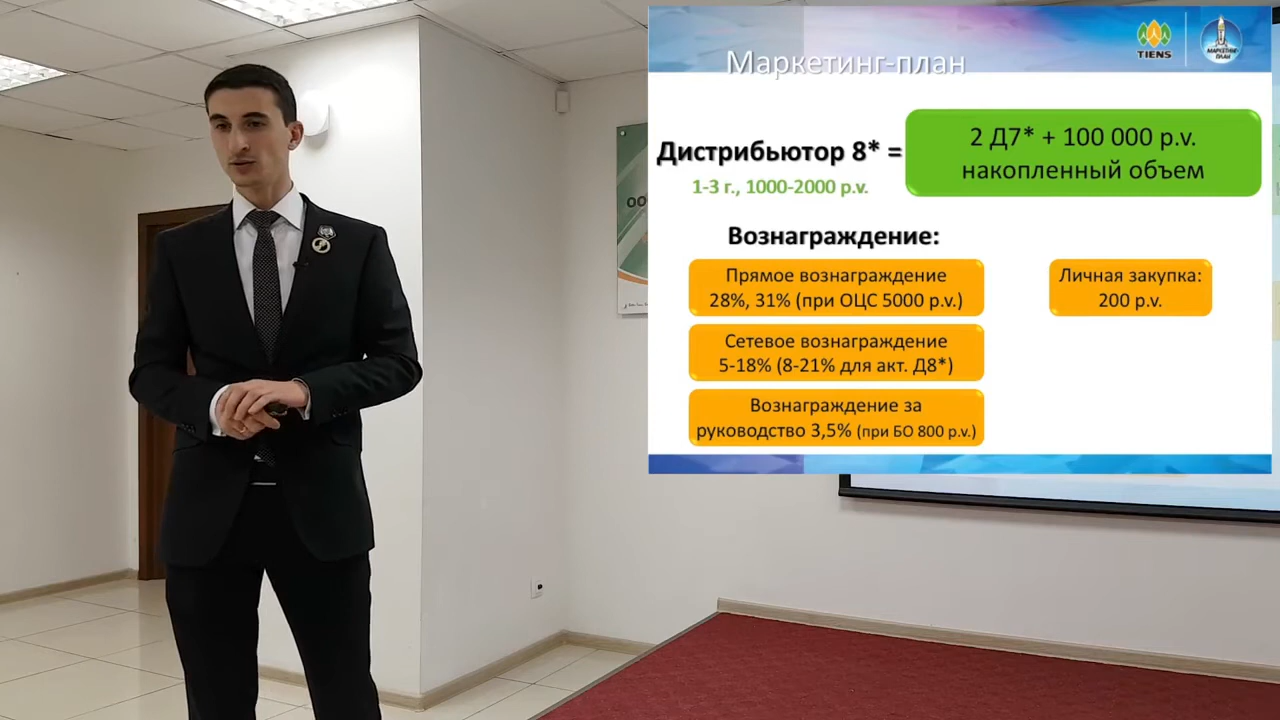 Маркетинг-план
TIENS
МАРКЕТИНГ
ПЛАН
Дистрибьютор 8* =
1-3 г., 1000-2000 p.v.
2 Д7* + 100 000 p.v.
накопленный объем
Вознаграждение:
Прямое вознаграждение
28%, 31% (при ОЦС 5000 p.v.)
Личная закупка:
200 p.v.
Сетевое вознаграждение
5-18% (8-21% для акт. Д8*)
Вознаграждение за
руководство 3,5% (при БО 800 p.v.)